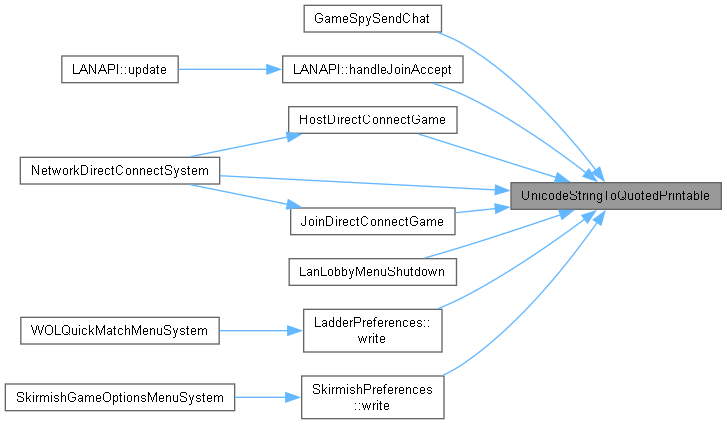 GameSpySendChat
LANAPI::update
LANAPI::handleJoinAccept
HostDirectConnectGame
NetworkDirectConnectSystem
UnicodeStringToQuotedPrintable
JoinDirectConnectGame
LanLobbyMenuShutdown
WOLQuickMatchMenuSystem
LadderPreferences::
write
SkirmishGameOptionsMenuSystem
SkirmishPreferences
::write